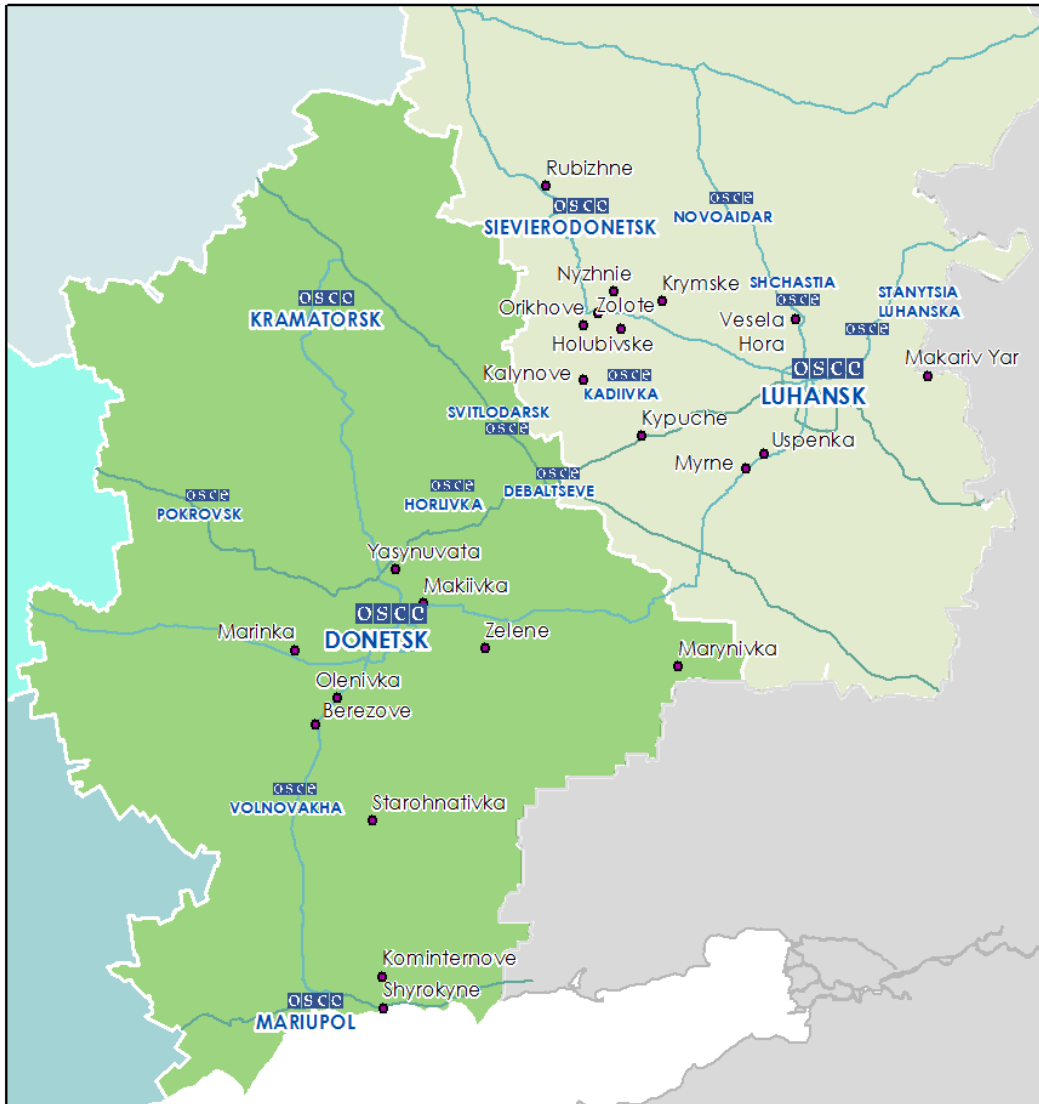 Rubizhne
osce
SIEVIERODONETSK
osce
NOVOAIDAR
Nyzhnie
Krymske
SHCHASTIA
osce
STANYTSIA
LUHANSKA
osce
osce
KRAMATORSK
Orikhove
Zolote
Vesela
Hora
Holubivske
Makariv Yar
Kalynove
osce
KADIIVKA
osce
LUHANSK
SVITLODARSK
osce
Kypuche
Uspenka
Myrne
osce
DEBALTSEVE
osce
HORLIVKA
osce
POKROVSK
Yasynuvata
Makiivka
osce
DONETSK
Marinka
Zelene
Marynivka
Olenivka
Berezove
osce
VOLNOVAKHA
Starohnativka
Kominternove
Shyrokyne
osce
MARIUPOL